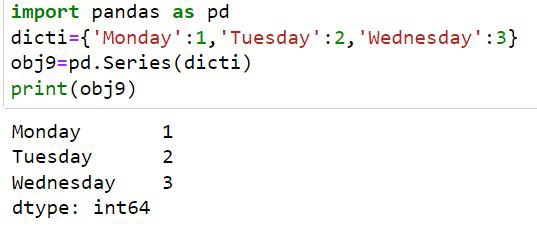 import pandas as pd
dicti={'Monday':1,'Tuesday':2,'Wednesday':3}
obj9=pd.Series(dicti)
print(obj9)
Monday       1
Tuesday      2
Wednesday    3
dtype: int64